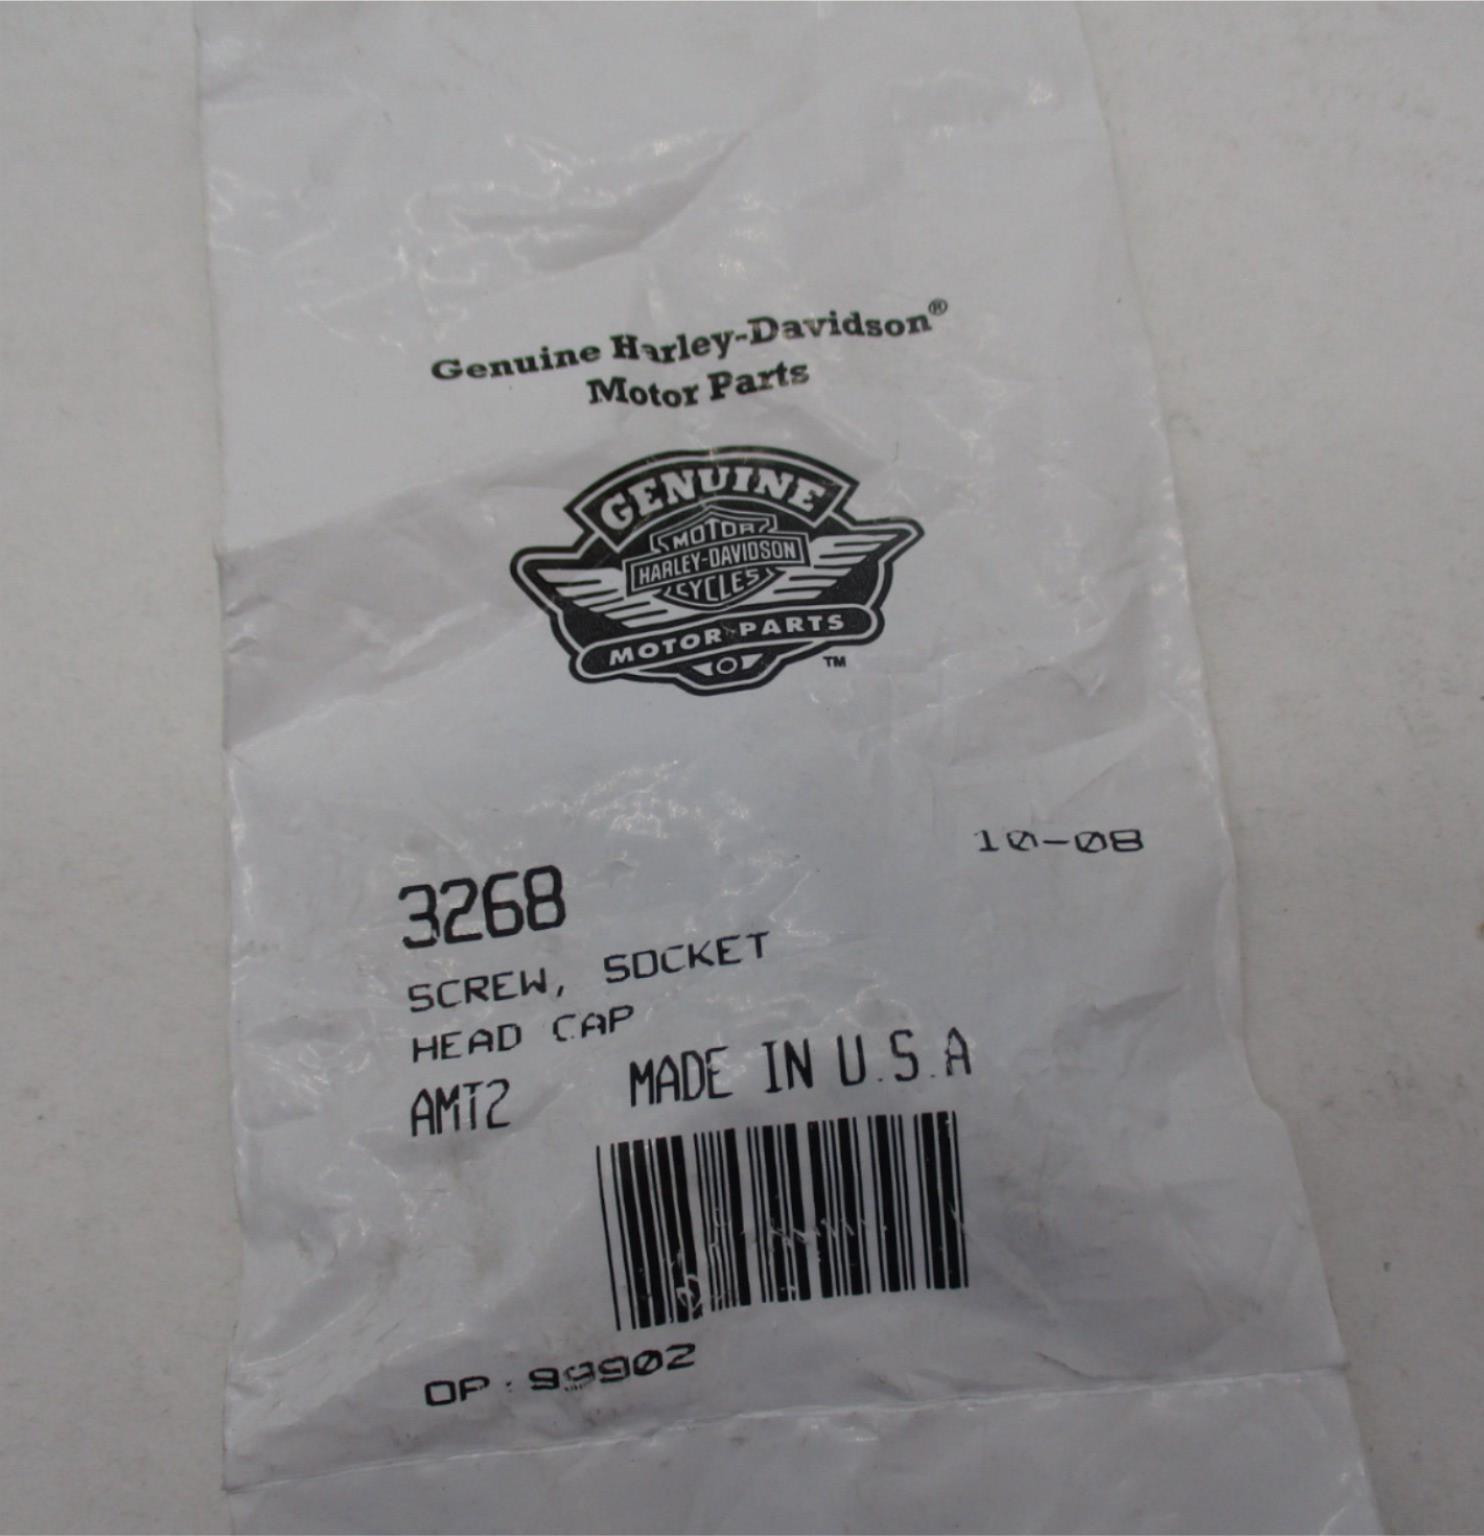 Genuine Harley-Davidson®
Motor Parts
GENUINE
MOTOR
HARLEY-DAVIDSON
CYCLES
MOTOR PARTS
TM
10-08
3268
SCREW, SOCKET
HEAD CAP
AMT2 MADE IN U.S.A
OP: 99902